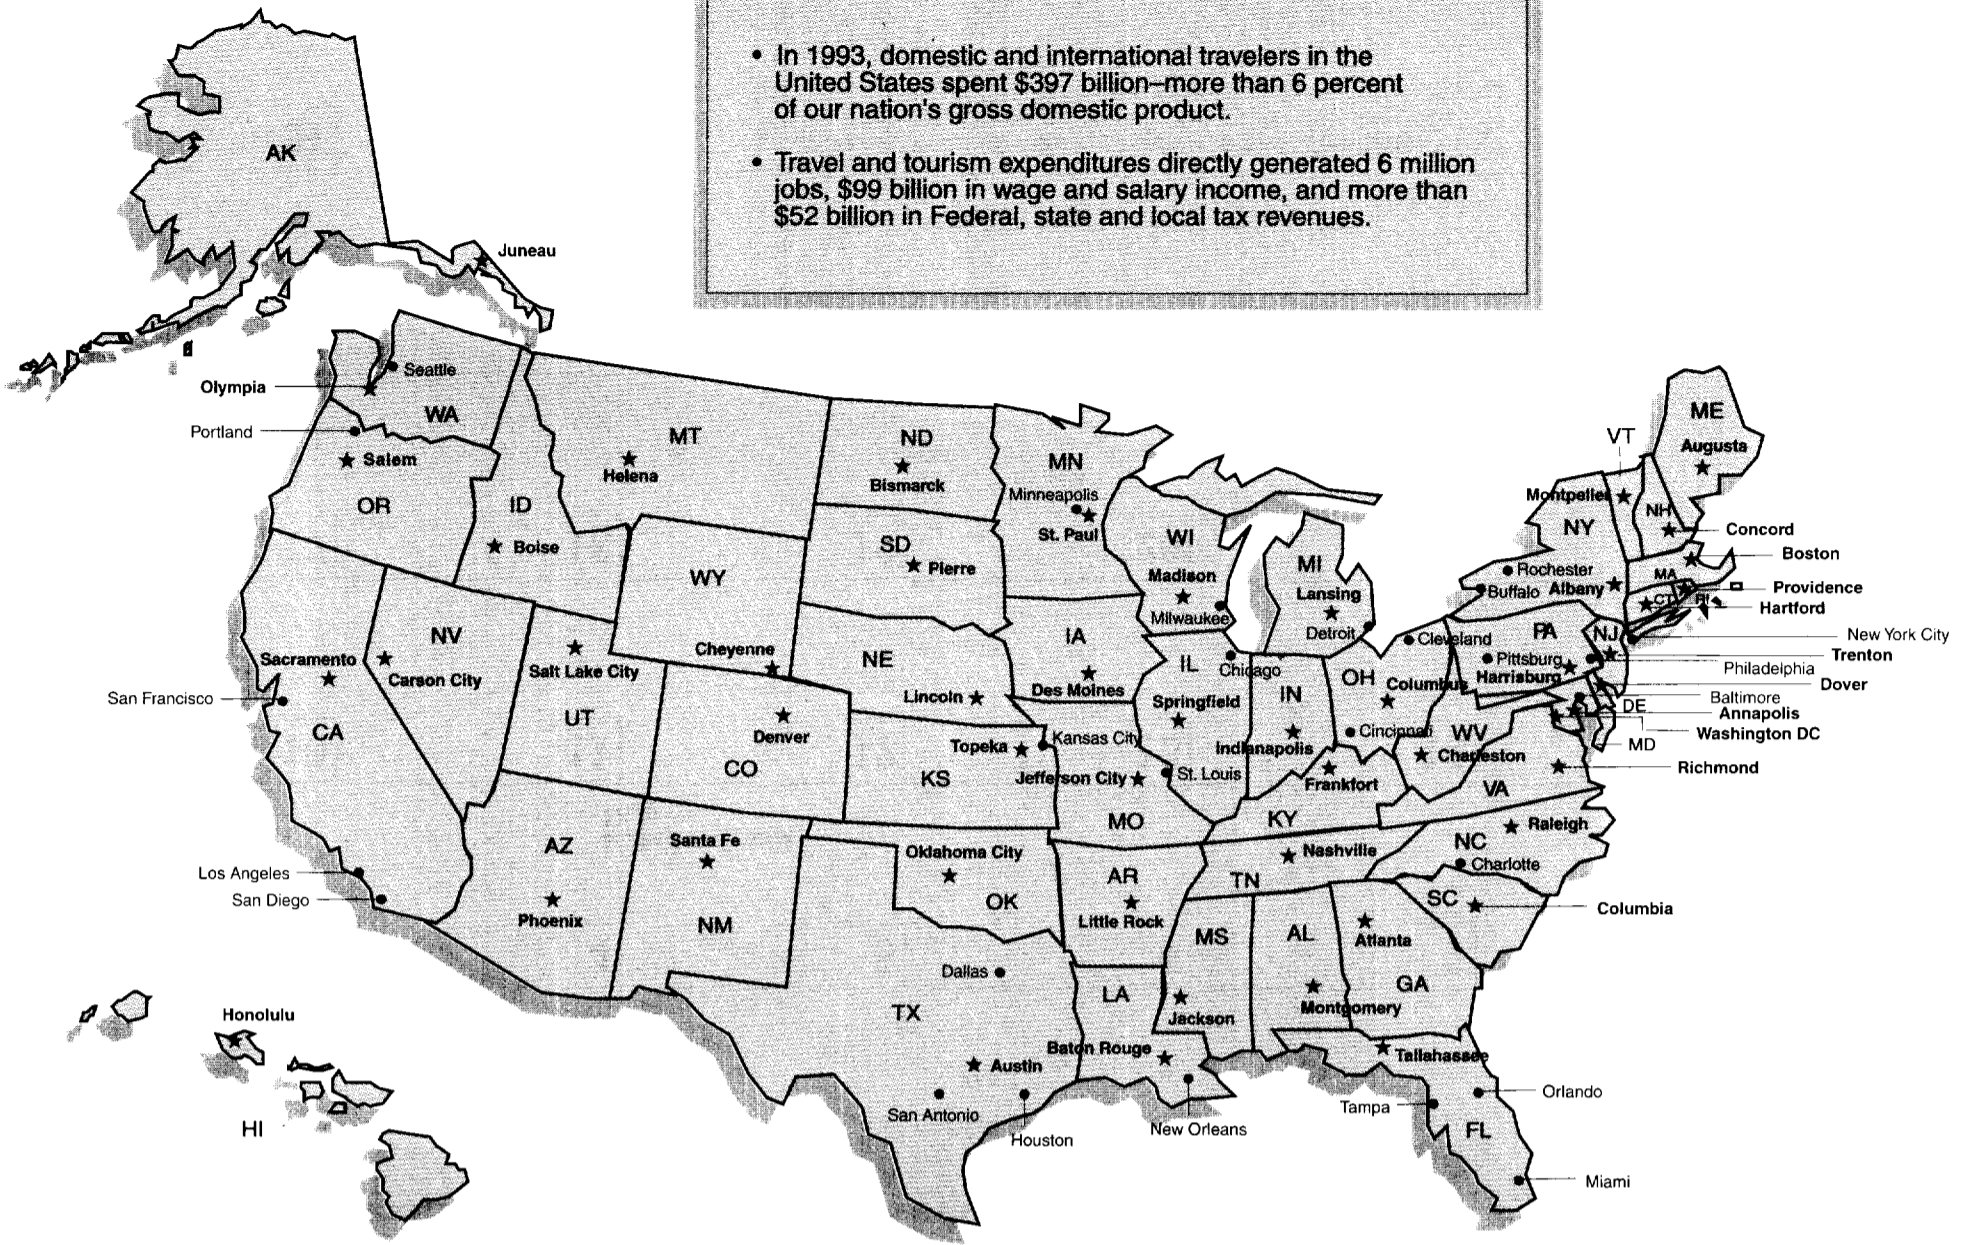 • In 1993, domestic and international travelers in the
United States spent $397 billion–more than 6 percent
of our nation's gross domestic product.
• Travel and tourism expenditures directly generated 6 million
jobs, $99 billion in wage and salary income, and more than
$52 billion in Federal, state and local tax revenues.
AK
Juneau
Seattle
Olympia
WA
Portland
Salem
OR
ID
Boise
MT
Helena
ND
Bismarck
MN
Minneapolis
St. Paul
SD
Pierre
WY
Cheyenne
WI
Madison
Milwaukee
MI
Lansing
Detroit
ME
Augusta
VT
Montpelier
NH
NY
Concord
Boston
Rochester
Buffalo
Albany
MA
CT
RI
Providence
Hartford
New York City
Trenton
Philadelphia
Dover
Baltimore
Annapolis
Washington DC
DE
MD
Richmond
NJ
PA
Pittsburg
Harrisburg
Cleveland
OH
Columbus
Cincinnati
WV
Charleston
VA
NV
Carson City
Sacramento
San Francisco
CA
Salt Lake City
UT
NE
Lincoln
IA
Des Moines
IL
Chicago
Springfield
IN
Indianapolis
Denver
CO
Topeka
Kansas City
KS
Jefferson City
St. Louis
MO
Frankfort
KY
Los Angeles
San Diego
AZ
Phoenix
Santa Fe
NM
Oklahoma City
OK
AR
Little Rock
Nashville
TN
NC
Raleigh
Charlotte
SC
Columbia
MS
Jackson
AL
Montgomery
Atlanta
GA
Dallas
TX
Austin
San Antonio
Houston
LA
Baton Rouge
New Orleans
Tallahassee
Orlando
Tampa
FL
Miami
Honolulu
HI